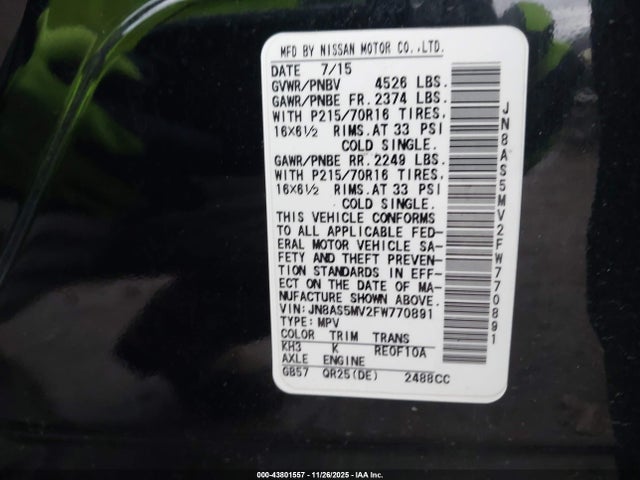 MFD BY NISSAN MOTOR CO.,LTD.
DATE 7/15
GVWR/PNBV 4526 LBS.
GAWR/PNBE FR. 2374 LBS.
WITH P215/70R16 TIRES.
16X6½ RIMS.AT 33 PSI
COLD SINGLE.
GAWR/PNBE RR. 2249 LBS.
WITH P215/70R16 TIRES.
16X6½ RIMS.AT 33 PSI
COLD SINGLE.
THIS VEHICLE CONFORMS
TO ALL APPLICABLE FED-
ERAL MOTOR VEHICLE SA-
FETY AND THEFT PREVEN-
TION STANDARDS IN EFF-
ECT ON THE DATE OF MA-
NUFACTURE SHOWN ABOVE.
VIN:JN8AS5MV2FW770891
TYPE:MPV
COLOR TRIM TRANS
KH3 K RE0F10A
AXLE ENGINE
GB57 QR25(DE) 2488CC
JN8AS5MV2FW770891
000-43801557 | 11/26/2025 | IAA Inc.